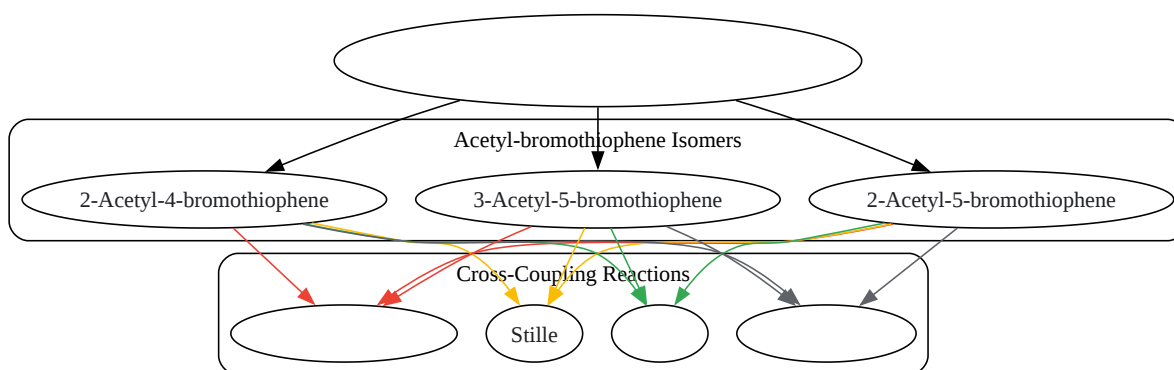 Acetyl-bromothiophene Isomers
2-Acetyl-4-bromothiophene
3-Acetyl-5-bromothiophene
2-Acetyl-5-bromothiophene
Cross-Coupling Reactions
Stille